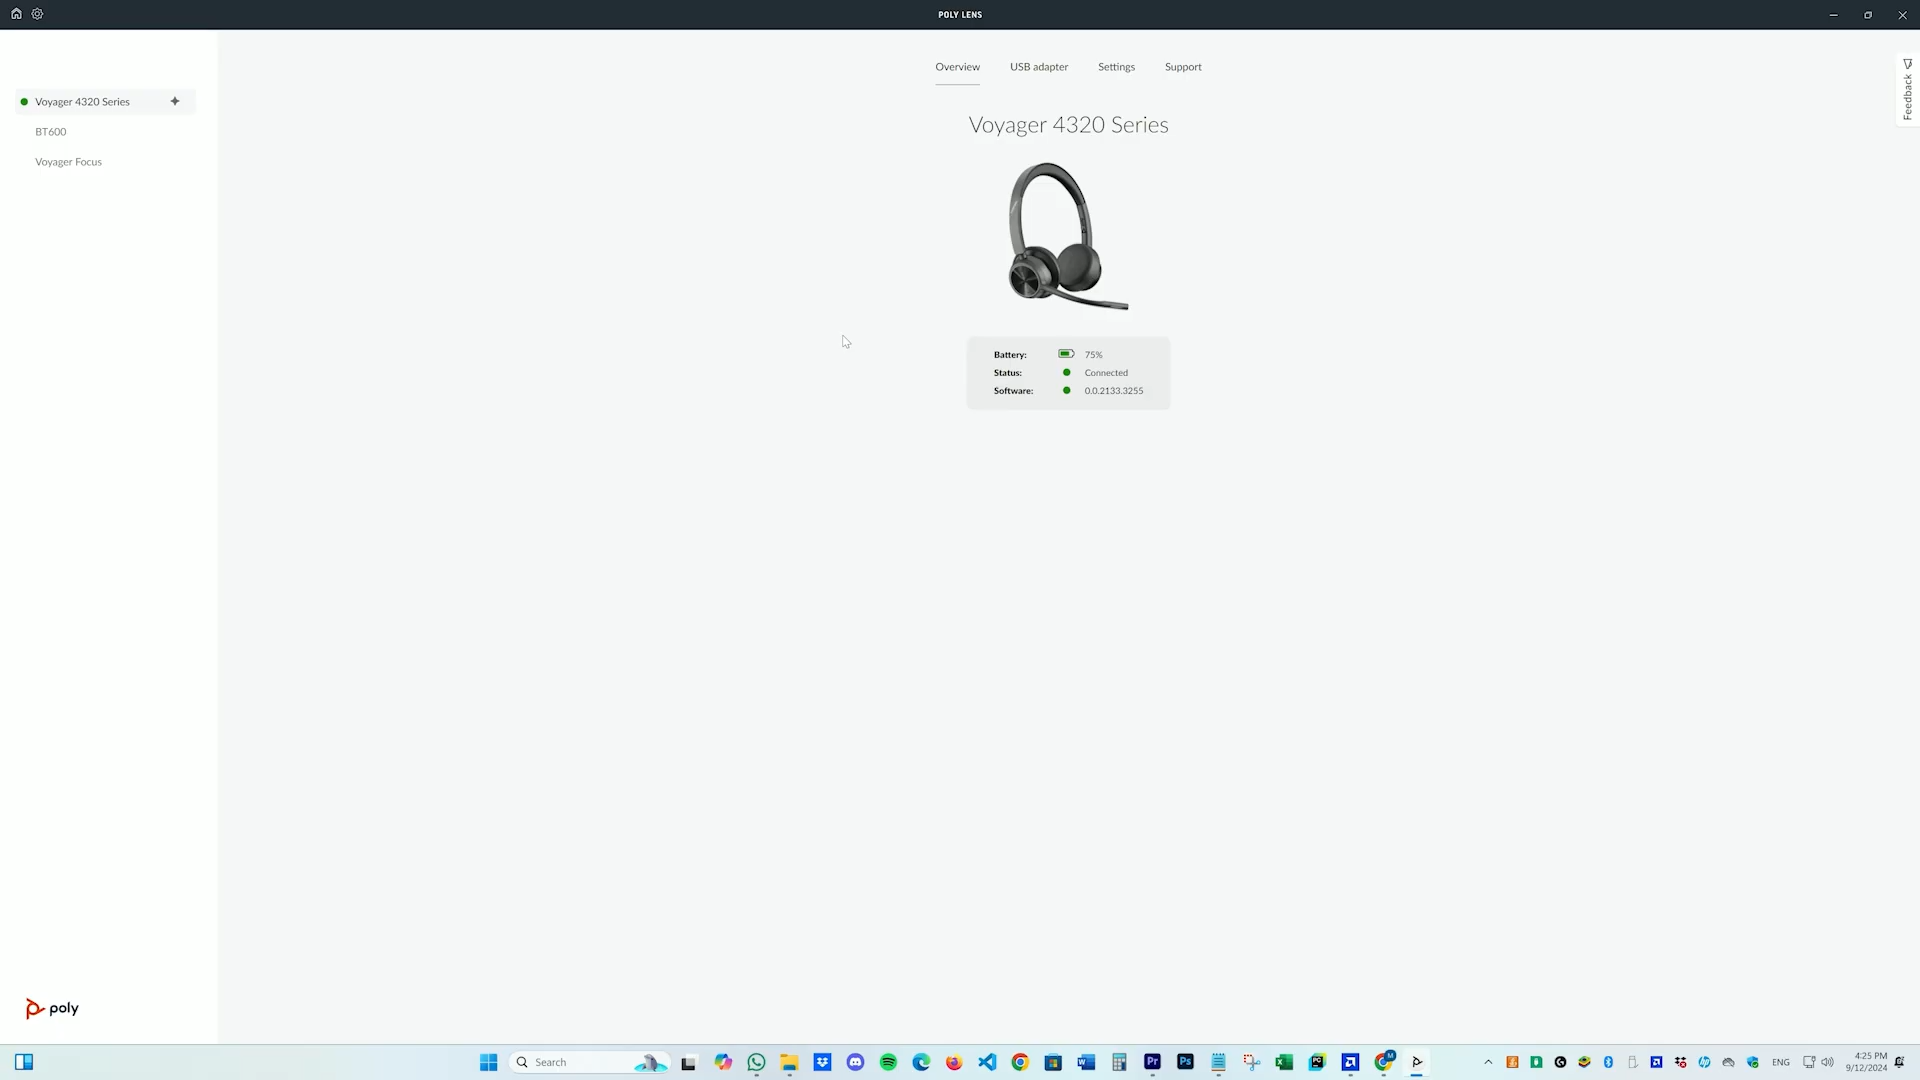 POLY LENS
Overview
USB adapter
Settings
Support
Feedback
Voyager 4320 Series
BT600
Voyager Focus
Voyager 4320 Series
Battery: 75%
Status: Connected
Software: 0.0.2133.3255
poly
Search
ENG
4:25 PM
9/12/2024